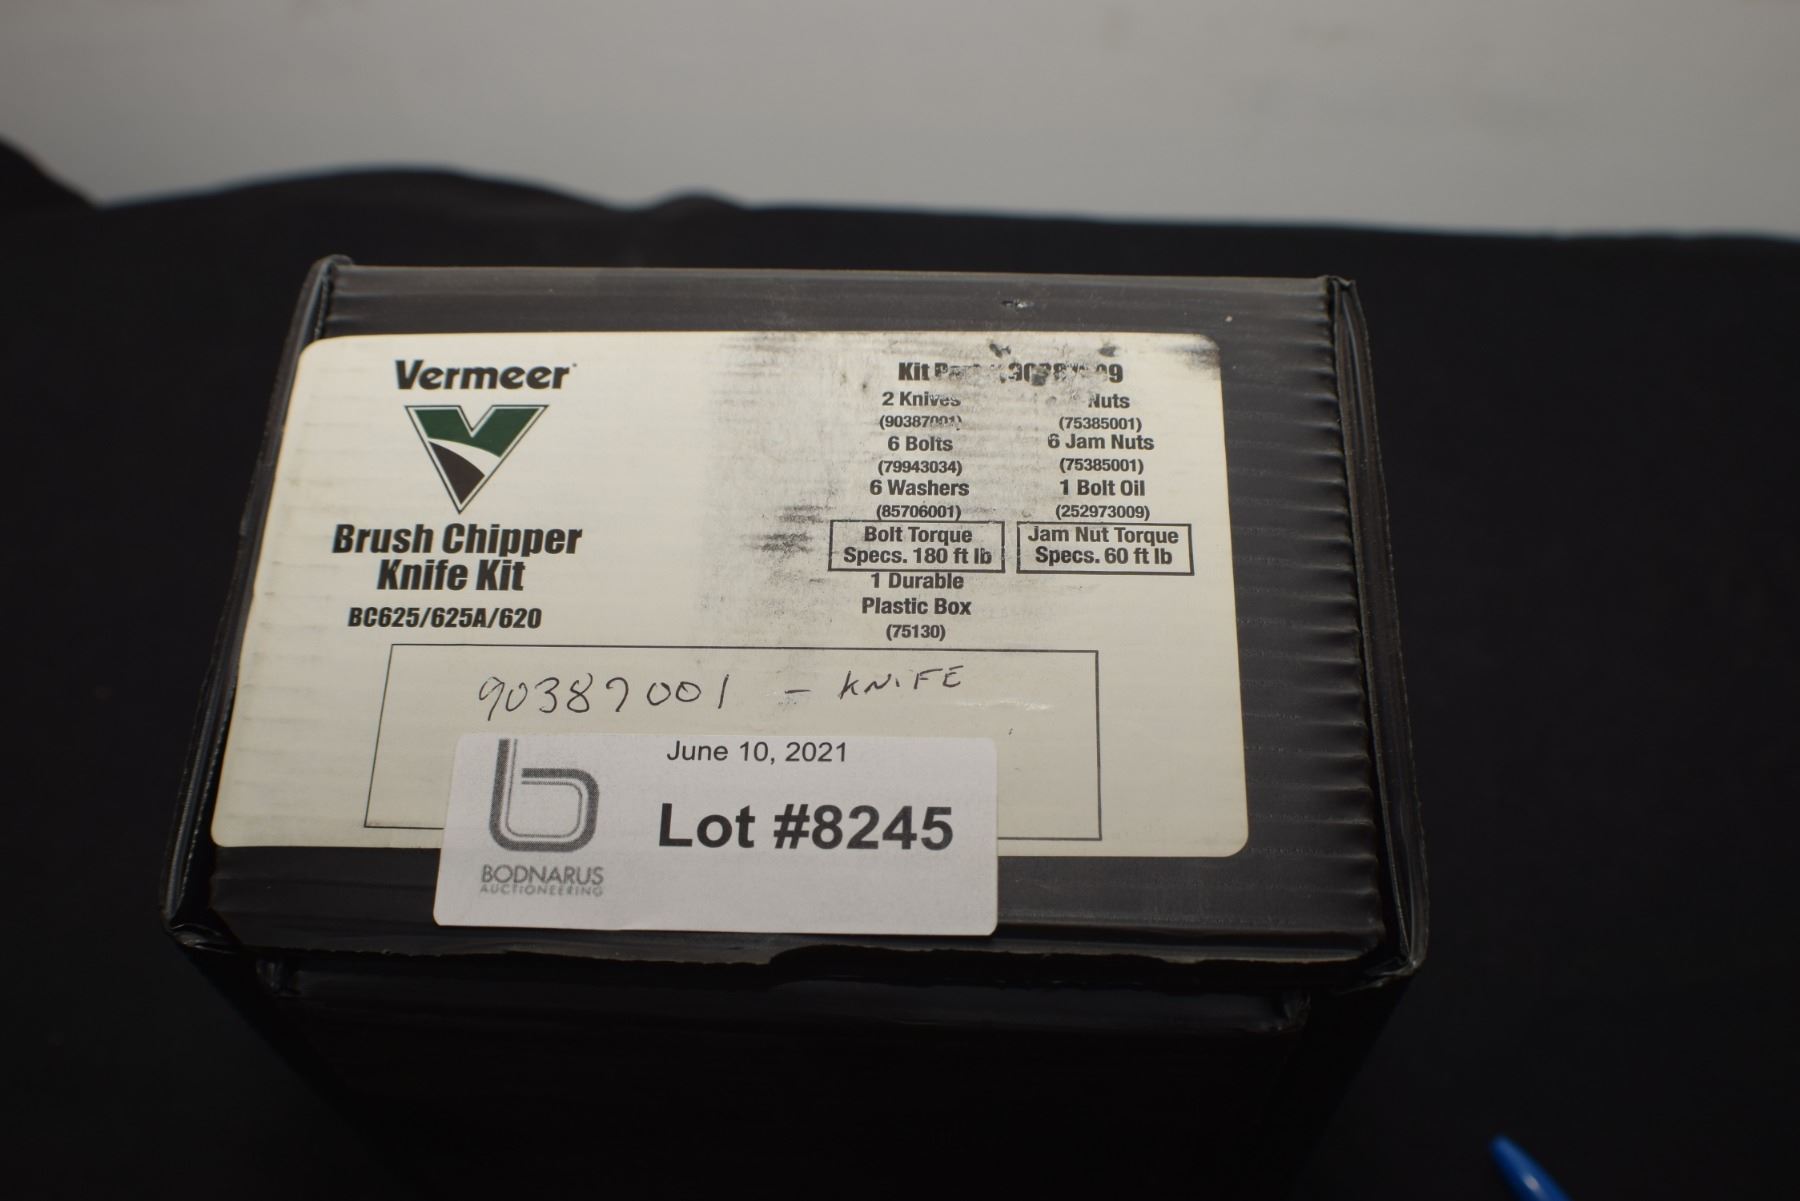 Vermeer
Brush Chipper
Knife Kit
BC625/625A/620
Kit
2 Knives
(90387001)
6 Bolts
(79943034)
6 Washers
(85706001)
Bolt Torque
Specs. 180 ft lb
1 Durable
Plastic Box
(75130)
Nuts
(75385001)
6 Jam Nuts
(75385001)
1 Bolt Oil
(252973009)
Jam Nut Torque
Specs. 60 ft lb
90387001 - KNIFE
June 10, 2021
Lot #8245
b
BODNARUS
AUCTIONEERING